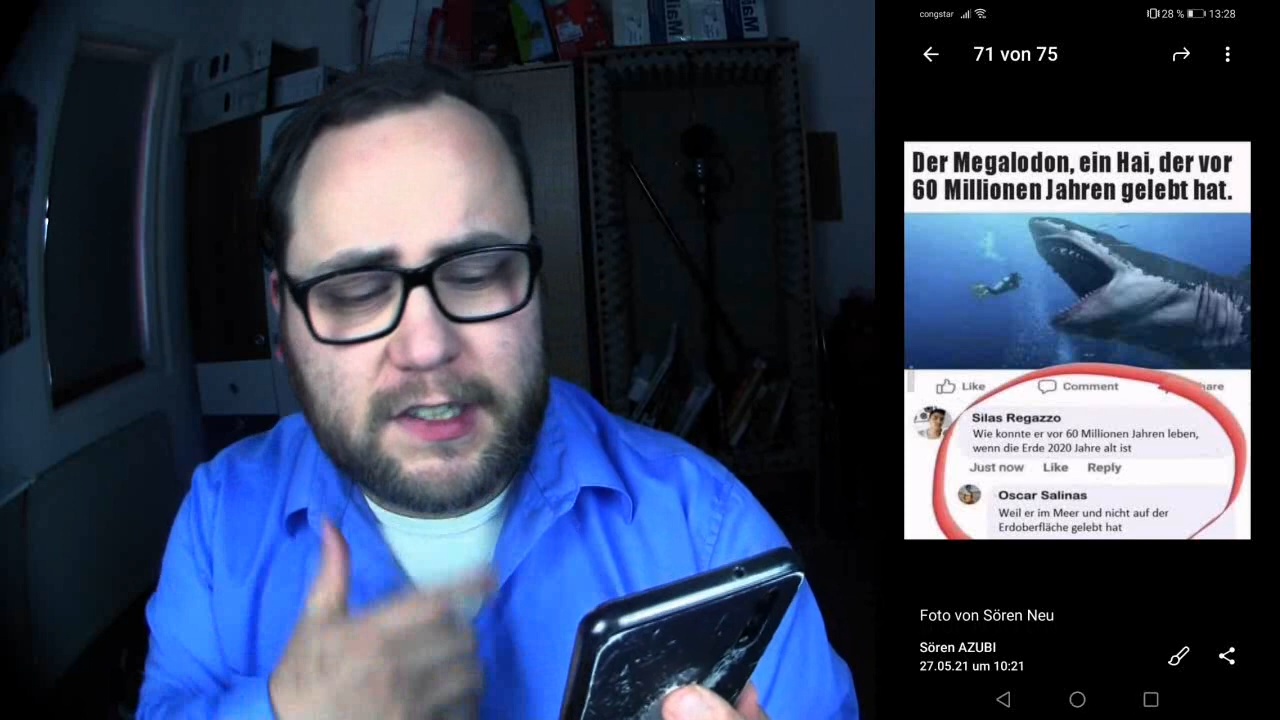 congstar 28 % 13:28
71 von 75
Der Megalodon, ein Hai, der vor
60 Millionen Jahren gelebt hat.
Like Comment hare
Silas Regazzo
Wie konnte er vor 60 Millionen Jahren leben,
wenn die Erde 2020 Jahre alt ist
Just now Like Reply
Oscar Salinas
Weil er im Meer und nicht auf der
Erdoberfläche gelebt hat
Foto von Sören Neu
Sören AZUBI
27.05.21 um 10:21